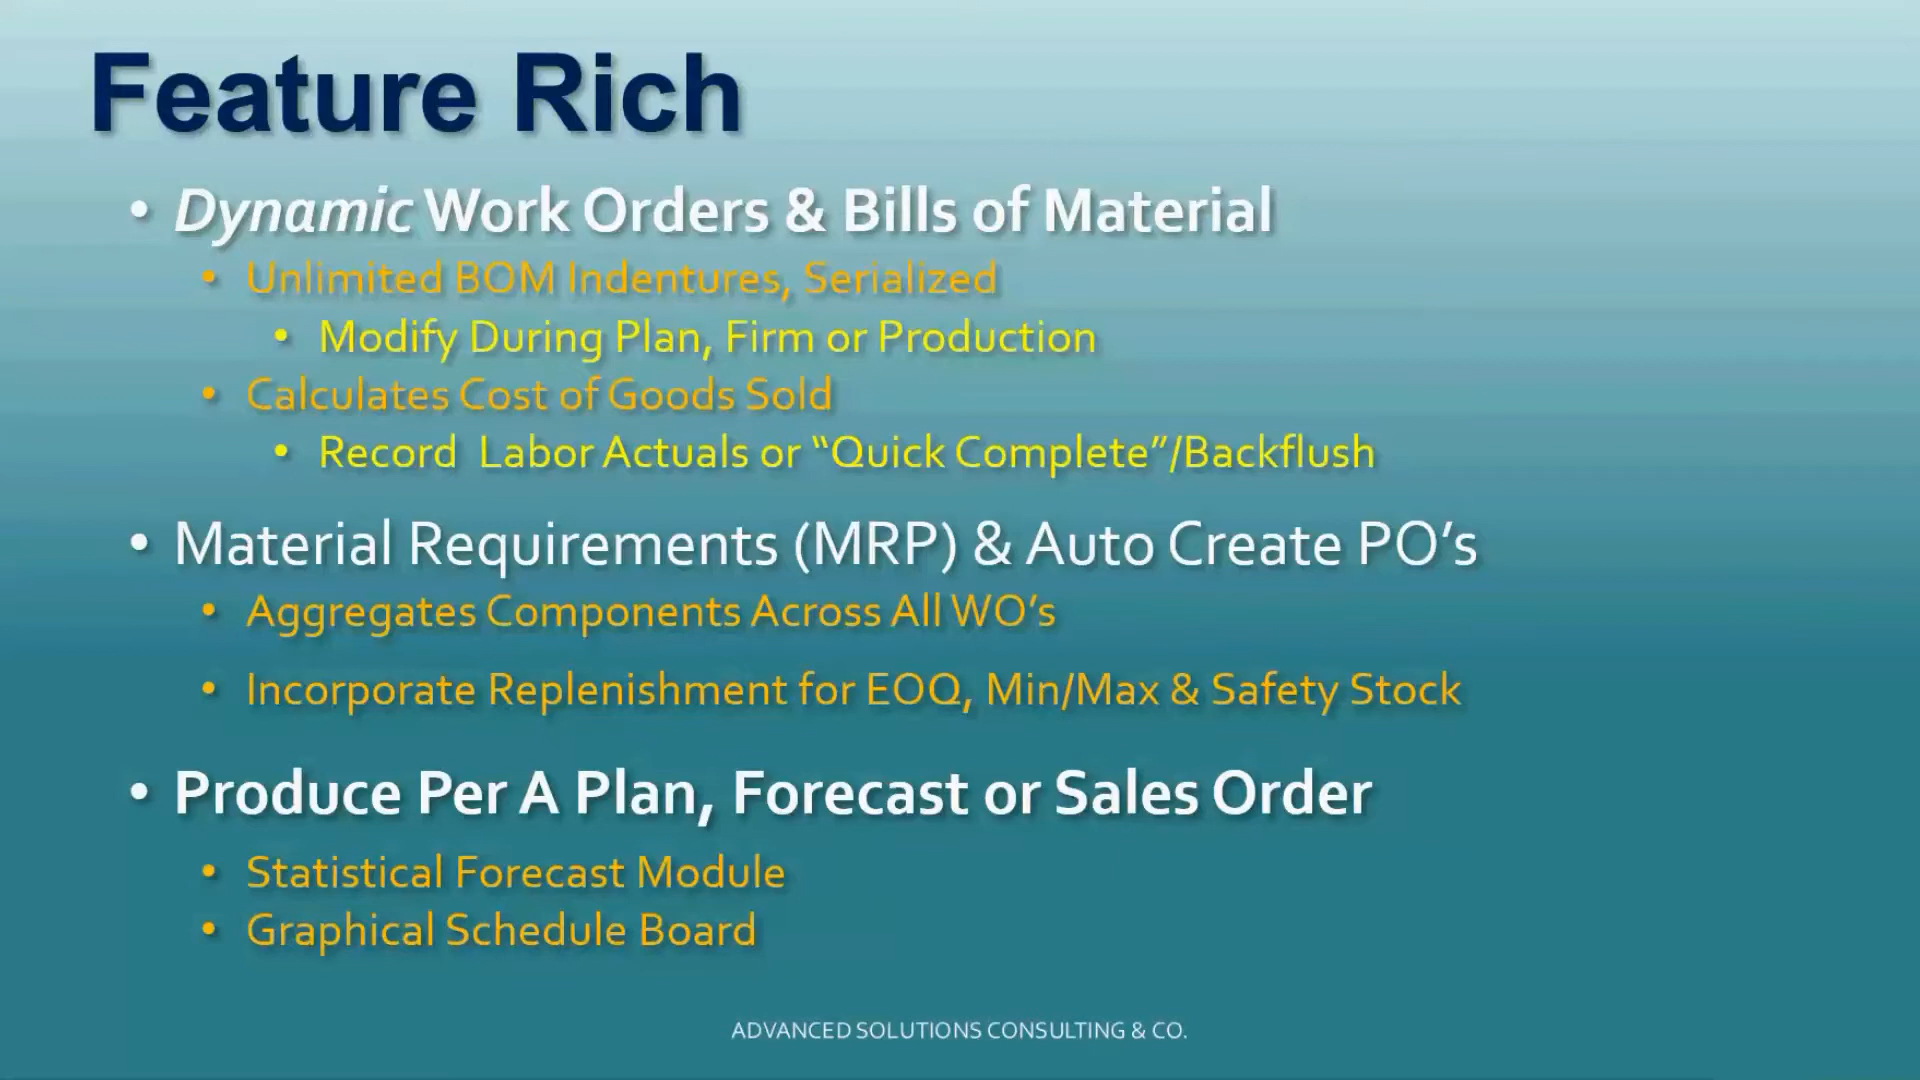 Feature Rich
• Dynamic Work Orders & Bills of Material
• Unlimited BOM Indentures, Serialized
• Modify During Plan, Firm or Production
• Calculates Cost of Goods Sold
• Record Labor Actuals or “Quick Complete”/Backflush
• Material Requirements (MRP) & Auto Create PO’s
• Aggregates Components Across All WO’s
• Incorporate Replenishment for EOQ, Min/Max & Safety Stock
• Produce Per A Plan, Forecast or Sales Order
• Statistical Forecast Module
• Graphical Schedule Board
ADVANCED SOLUTIONS CONSULTING & CO.